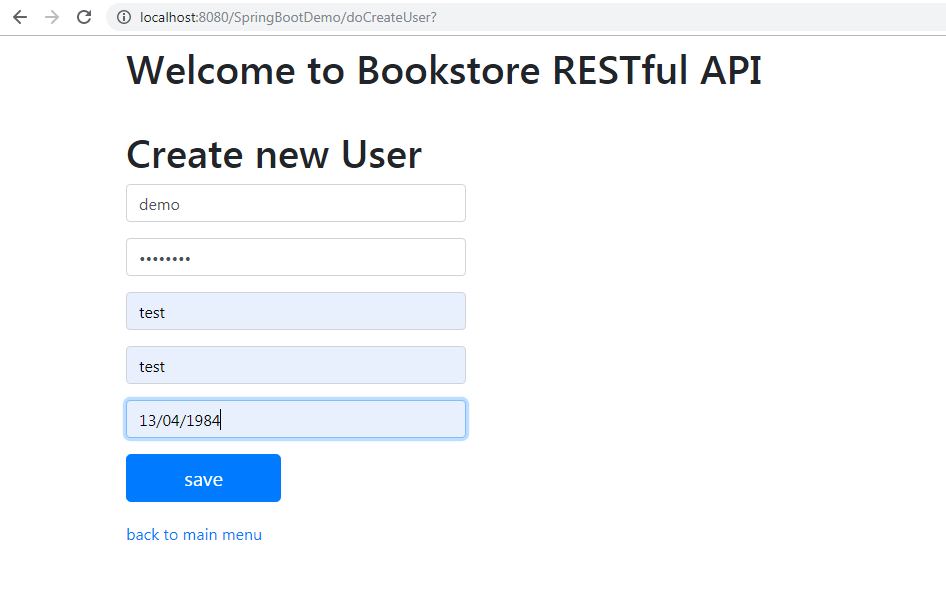 localhost:8080/SpringBootDemo/doCreateUser?
Welcome to Bookstore RESTful API
Create new User
demo
••••••••
test
test
13/04/1984
save
back to main menu